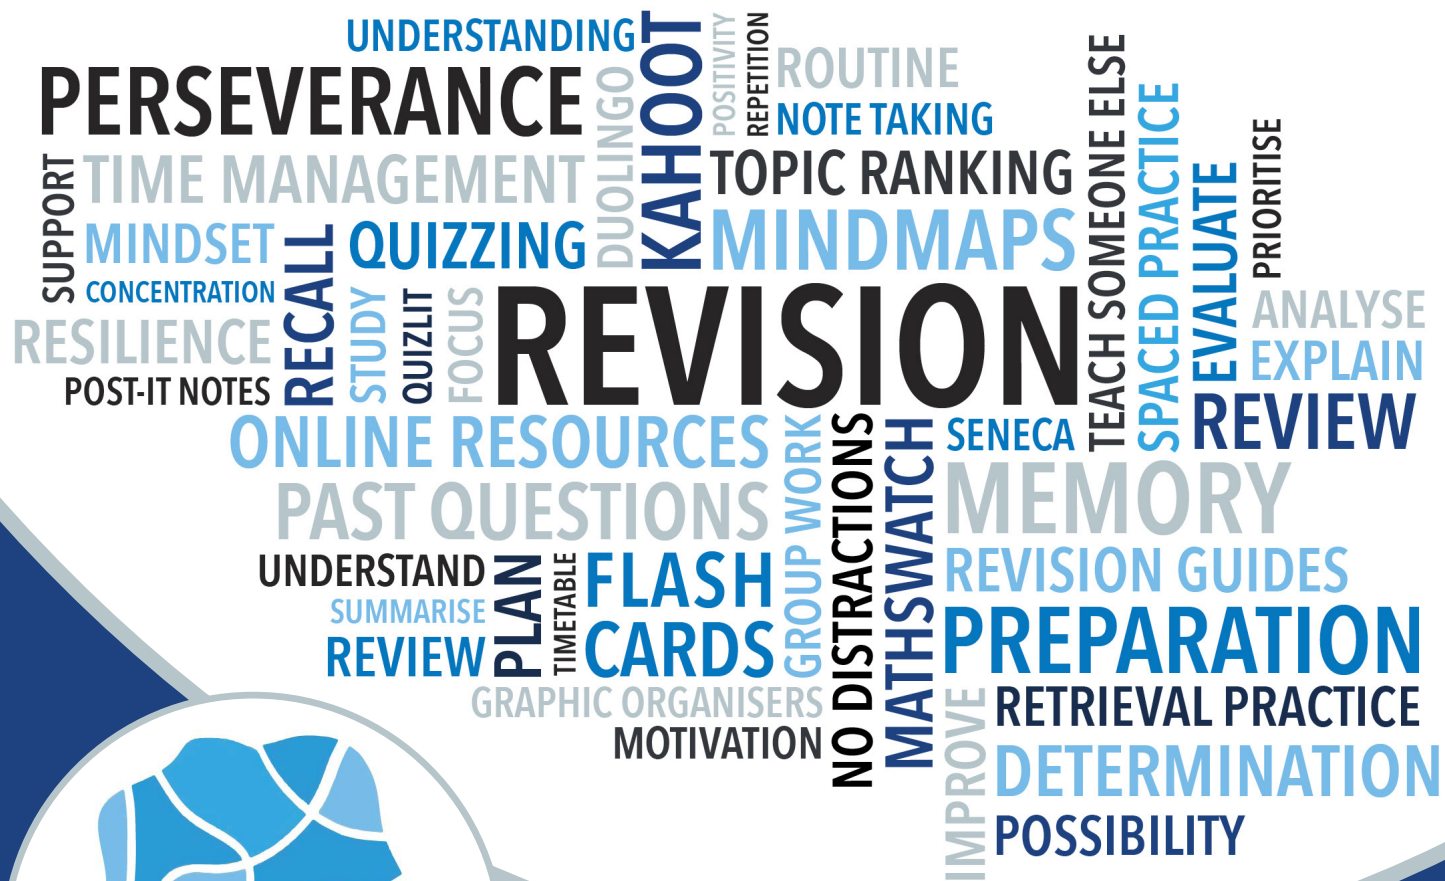 UNDERSTANDING
PERSEVERANCE
DUOLINGO
KAHOOT
POSITIVITY
REPETITION
ROUTINE
NOTE TAKING
TOPIC RANKING
MINDMAPS
SUPPORT
TIME MANAGEMENT
MINDSET
CONCENTRATION
RECALL
QUIZZING
RESILIENCE
POST-IT NOTES
STUDY
QUIZLIT
FOCUS
REVISION
TEACH SOMEONE ELSE
SPACED PRACTICE
EVALUATE
PRIORITISE
ANALYSE
EXPLAIN
REVIEW
ONLINE RESOURCES
PAST QUESTIONS
GROUP WORK
NO DISTRACTIONS
MATHSWATCH
SENECA
MEMORY
REVISION GUIDES
PREPARATION
UNDERSTAND
SUMMARISE
REVIEW
PLAN
TIMETABLE
FLASH
CARDS
GRAPHIC ORGANISERS
MOTIVATION
IMPROVE
RETRIEVAL PRACTICE
DETERMINATION
POSSIBILITY